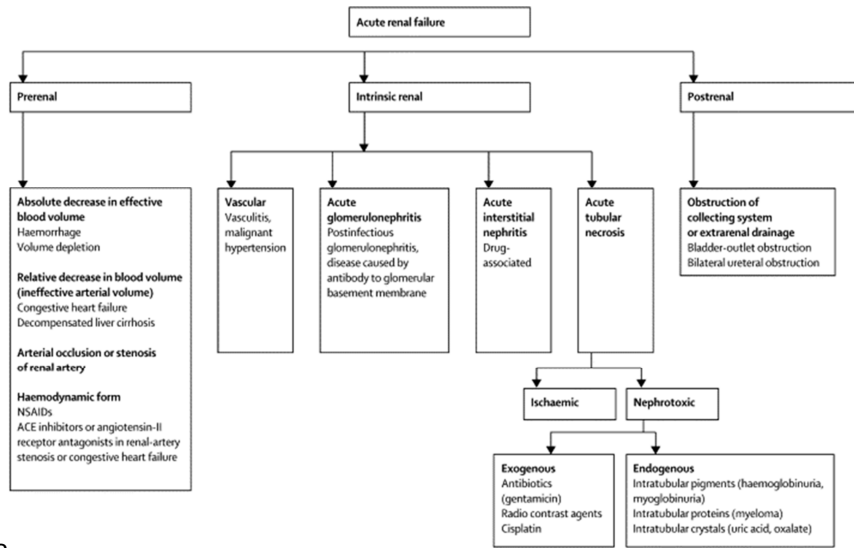 Acute renal failure
Prerenal
Intrinsic renal
Postrenal
Absolute decrease in effective
blood volume
Haemorrhage
Volume depletion
Relative decrease in blood volume
(ineffective arterial volume)
Congestive heart failure
Decompensated liver cirrhosis
Arterial occlusion or stenosis
of renal artery
Haemodynamic form
NSAIDs
ACE inhibitors or angiotensin-II
receptor antagonists in renal-artery
stenosis or congestive heart failure
Vascular
Vasculitis,
malignant
hypertension
Acute
glomerulonephritis
Postinfectious
glomerulonephritis,
disease caused by
antibody to glomerular
basement membrane
Acute
interstitial
nephritis
Drug-
associated
Acute
tubular
necrosis
Obstruction of
collecting system
or extrarenal drainage
Bladder-outlet obstruction
Bilateral ureteral obstruction
Ischaemic
Nephrotoxic
Exogenous
Antibiotics
(gentamicin)
Radio contrast agents
Cisplatin
Endogenous
Intratubular pigments (haemoglobinuria,
myoglobinuria)
Intratubular proteins (myeloma)
Intratubular crystals (uric acid, oxalate)